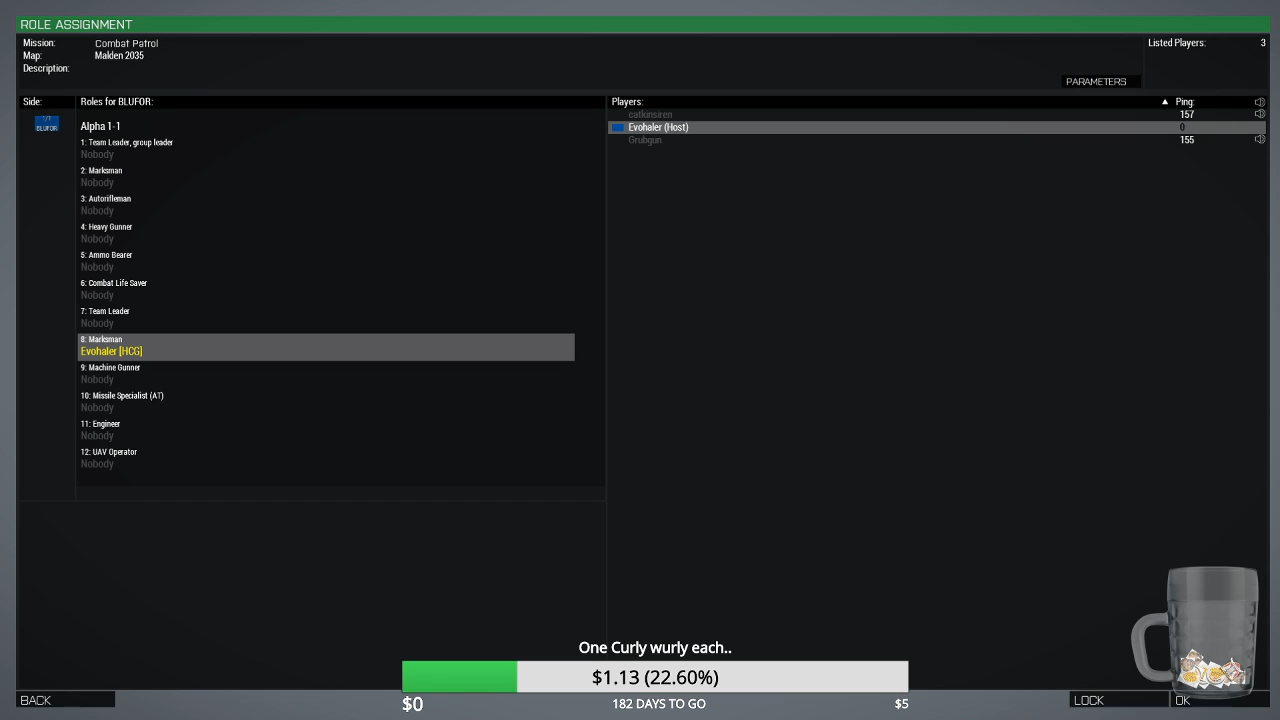 ROLE ASSIGNMENT
Mission: Combat Patrol
Map: Malden 2035
Description:
Listed Players: 3
PARAMETERS
Side:
1/1
BLUFOR
Roles for BLUFOR:
Alpha 1-1
1: Team Leader, group leader
Nobody
2: Marksman
Nobody
3: Autorifleman
Nobody
4: Heavy Gunner
Nobody
5: Ammo Bearer
Nobody
6: Combat Life Saver
Nobody
7: Team Leader
Nobody
8: Marksman
Evohaler [HCG]
9: Machine Gunner
Nobody
10: Missile Specialist (AT)
Nobody
11: Engineer
Nobody
12: UAV Operator
Nobody
Players: Ping:
catkinsiren 157
Evohaler (Host) 0
Grubgun 155
One Curly wurly each..
$1.13 (22.60%)
$0 182 DAYS TO GO $5
BACK
LOCK
OK